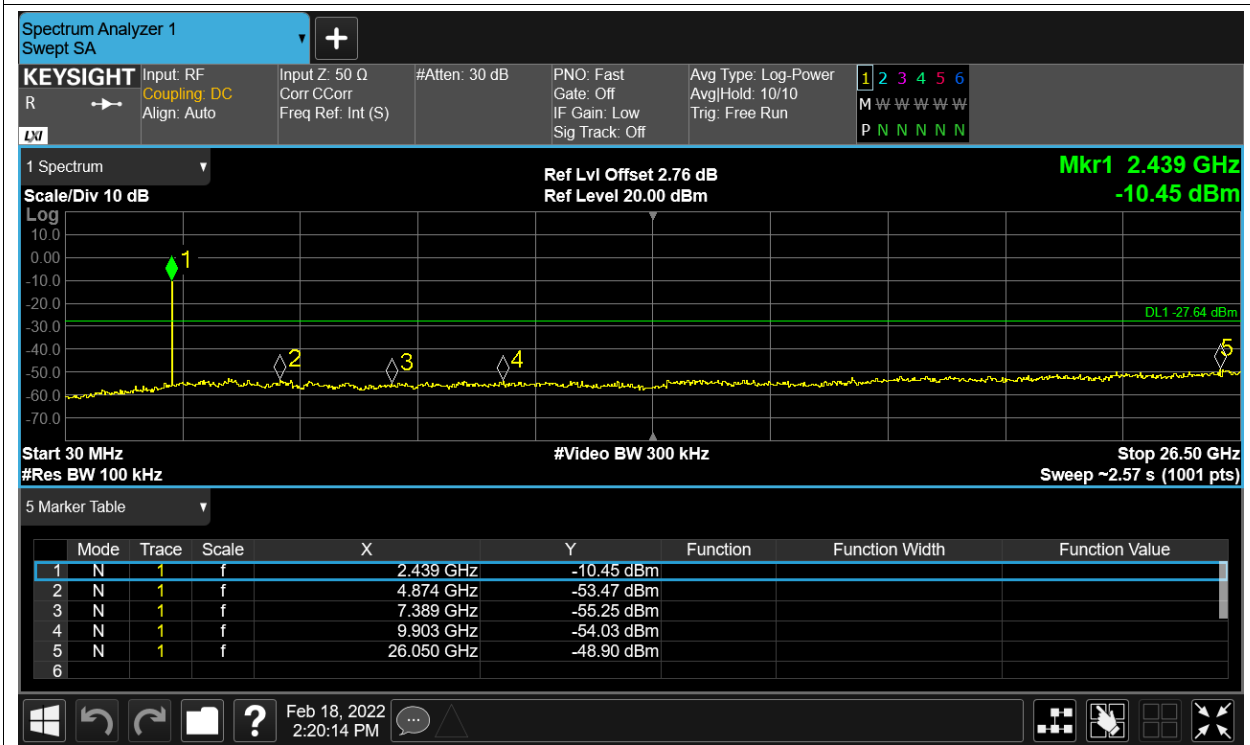 Spectrum Analyzer 1
Swept SA
KEYSIGHT Input: RF Input Z: 50 Ω #Atten: 30 dB PNO: Fast Avg Type: Log-Power 1 2 3 4 5 6
R Coupling: DC Corr CCorr Gate: Off Avg|Hold: 10/10 M W W W W W W
Align: Auto Freq Ref: Int (S) IF Gain: Low Trig: Free Run
LXI Sig Track: Off P N N N N N N
1 Spectrum Ref Lvl Offset 2.76 dB Mkr1 2.439 GHz
Scale/Div 10 dB Ref Level 20.00 dBm -10.45 dBm
Log
10.0
0.00 1
-10.0
-20.0 DL1 -27.64 dBm
-30.0
-40.0 2 3 4 5
-50.0
-60.0
-70.0
Start 30 MHz #Video BW 300 kHz Stop 26.50 GHz
#Res BW 100 kHz Sweep ~2.57 s (1001 pts)
5 Marker Table
Mode Trace Scale X Y Function Function Width Function Value
1 N 1 f 2.439 GHz -10.45 dBm
2 N 1 f 4.874 GHz -53.47 dBm
3 N 1 f 7.389 GHz -55.25 dBm
4 N 1 f 9.903 GHz -54.03 dBm
5 N 1 f 26.050 GHz -48.90 dBm
6
? Feb 18, 2022
2:20:14 PM